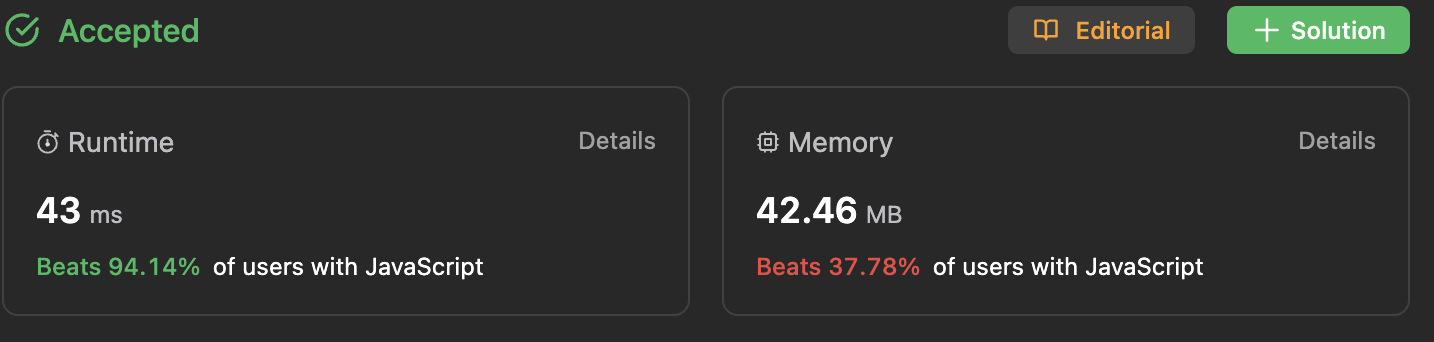 Accepted
Editorial
Solution
Runtime
Details
43 ms
Beats 94.14% of users with JavaScript
Memory
Details
42.46 MB
Beats 37.78% of users with JavaScript